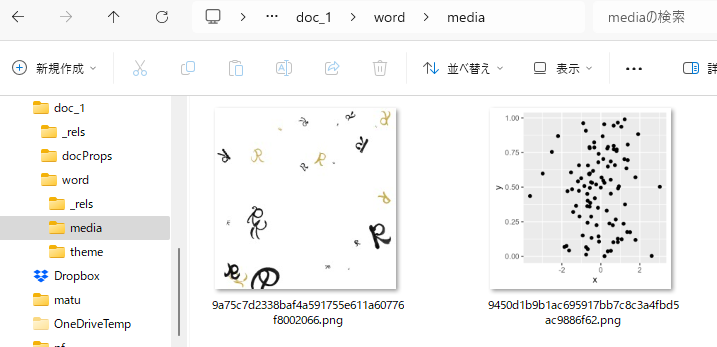 doc_1
word
media
mediaの検索
新規作成
並べ替え
表示
詳
doc_1
_rels
docProps
word
_rels
media
theme
Dropbox
matu
OneDriveTemp
R
R
R
R
R
R
R
R
R
R
R
1.00
0.75
0.50
0.25
0.00
y
-2
0
2
x
9a75c7d2338baf4a591755e611a60776
f8002066.png
9450d1b9b1ac695917bb7c8c3a4fbd5
ac9886f62.png